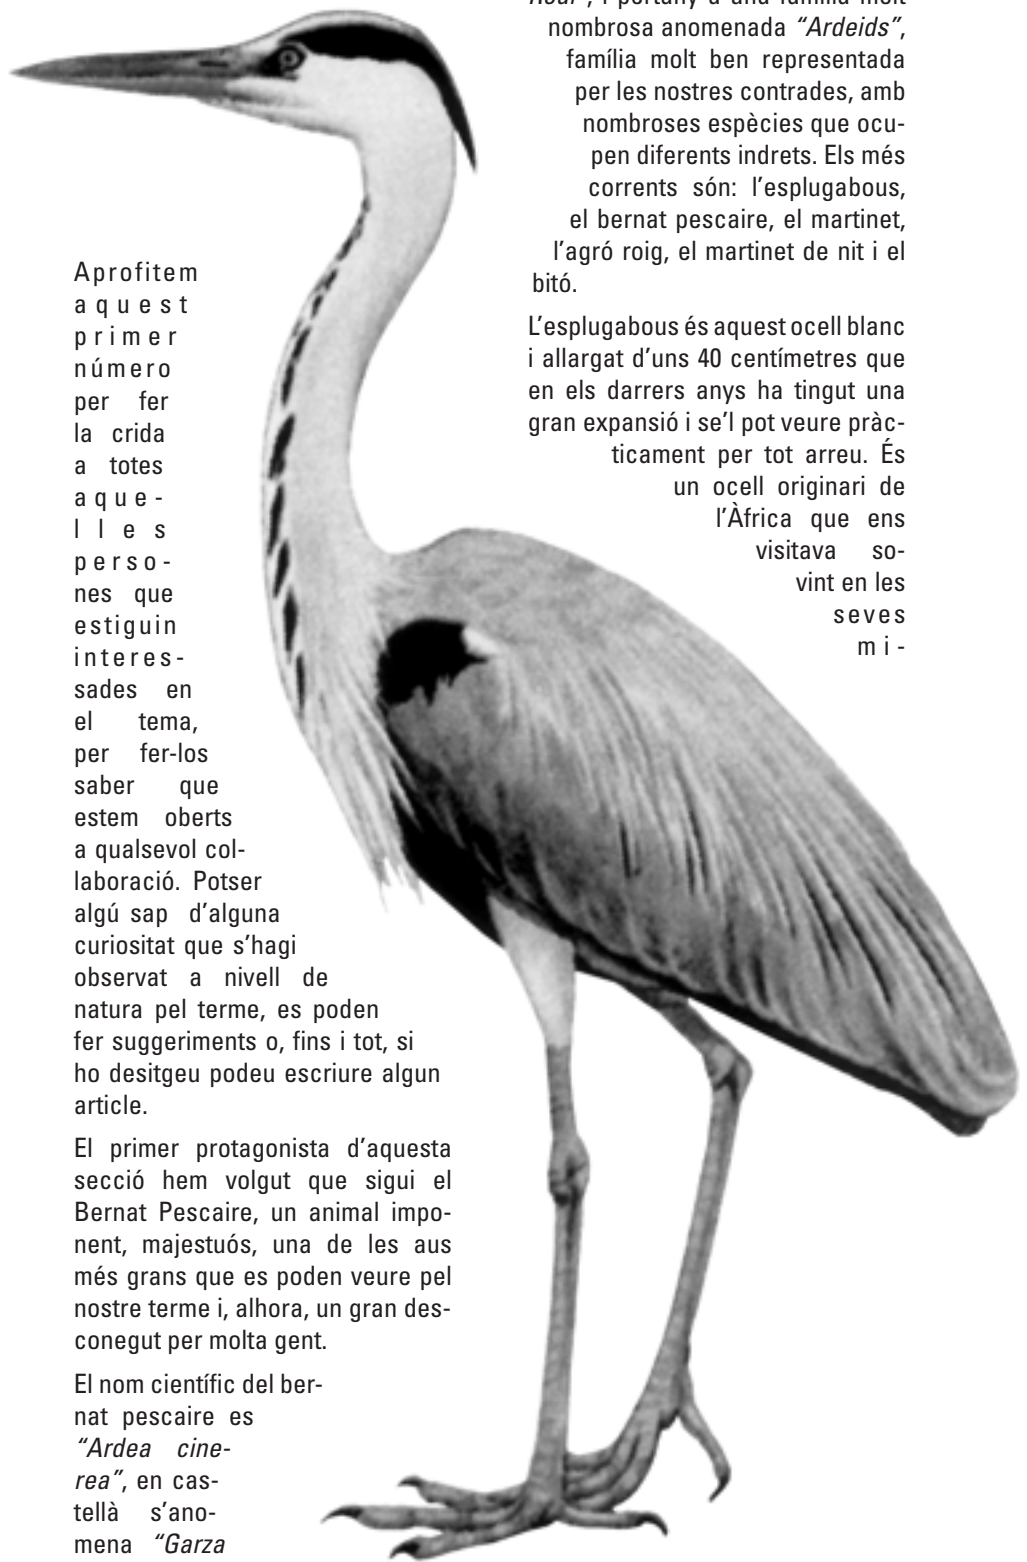 Aprofitem
aquest
primer
número
per fer
la crida
a totes
aque-
lles
perso-
nes que
estiguin
interes-
sades en
el tema,
per fer-los
saber que
estem oberts
a qualsevol col-
laboració. Potser
algú sap d'alguna
curiositat que s'hagi
observat a nivell de
natura pel terme, es poden
fer suggeriments o, fins i tot, si
ho desitgeu podeu escriure algun
article.
El primer protagonista d'aquesta
secció hem volgut que sigui el
Bernat Pescaire, un animal impo-
nent, majestuós, una de les aus
més grans que es poden veure pel
nostre terme i, alhora, un gran des-
conegut per molta gent.
El nom científic del ber-
nat pescaire es
“Ardea cine-
rea”, en cas-
tellà s'ano-
mena “Garza
nombrosa anomenada “Ardeids”,
família molt ben representada
per les nostres contrades, amb
nombroses espècies que ocu-
pen diferents indrets. Els més
corrents són: l'esplugabous,
el bernat pescaire, el martinet,
l'agró roig, el martinet de nit i el
bitó.
L'esplugabous és aquest ocell blanc
i allargat d'uns 40 centímetres que
en els darrers anys ha tingut una
gran expansió i se'l pot veure pràc-
ticament per tot arreu. És
un ocell originari de
l'Àfrica que ens
visitava so-
vint en les
seves
mi-